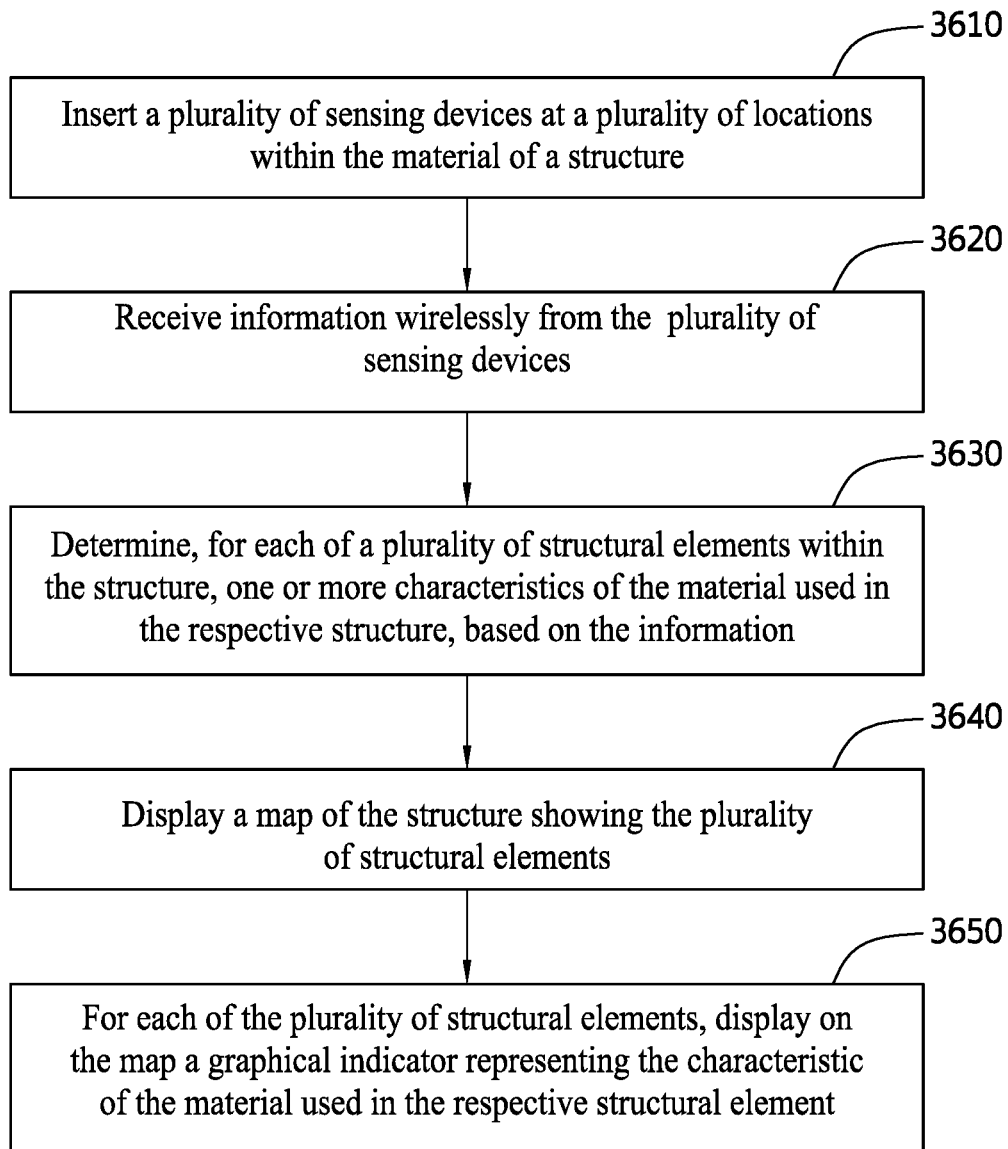 3610
Insert a plurality of sensing devices at a plurality of locations
within the material of a structure
3620
Receive information wirelessly from the plurality of
sensing devices
3630
Determine, for each of a plurality of structural elements within
the structure, one or more characteristics of the material used in
the respective structure, based on the information
3640
Display a map of the structure showing the plurality
of structural elements
3650
For each of the plurality of structural elements, display on
the map a graphical indicator representing the characteristic
of the material used in the respective structural element